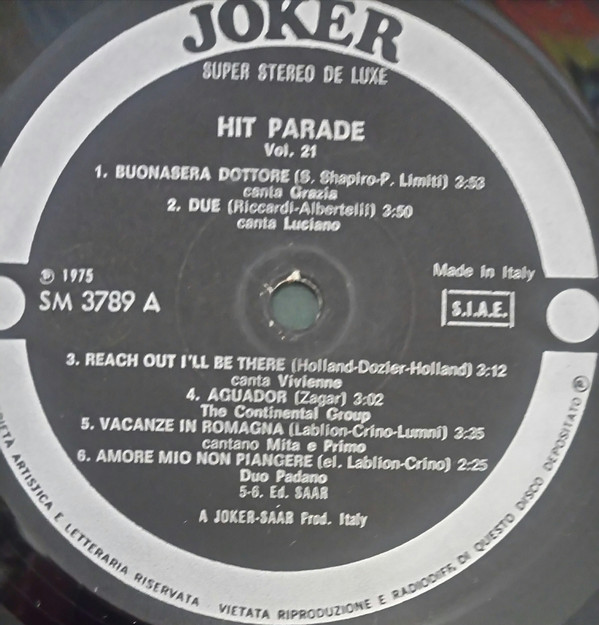 JOKER
SUPER STEREO DE LUXE
HIT PARADE
Vol. 21
1. BUONASERA DOTTORE (S. Shapiro-P. Limiti) 3:53
canta Grazia
2. DUE (Riccardi-Albertelli) 3:50
canta Luciano
℗ 1975
SM 3789 A
Made in Italy
S.I.A.E.
3. REACH OUT I'LL BE THERE (Holland-Dozier-Holland) 3:12
canta Vivienne
4. AGUADOR (Zagar) 3:02
The Continental Group
5. VACANZE IN ROMAGNA (Lablion-Crino-Lumni) 3:35
cantano Mita e Primo
6. AMORE MIO NON PIANGERE (el. Lablion-Crino) 2:25
Duo Padano
5-6. Ed. SAAR
A JOKER-SAAR Prod. Italy
ARTISTICA E LETTERARIA RISERVATA VIETATA RIPRODUZIONE E RADIODIFF. DI QUESTO DISCO DEPOSITATO ℗